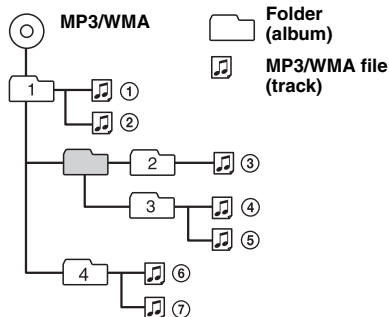 MP3/WMA
Folder
(album)
MP3/WMA file
(track)
1
①
②
2
③
3
④
⑤
4
⑥
⑦